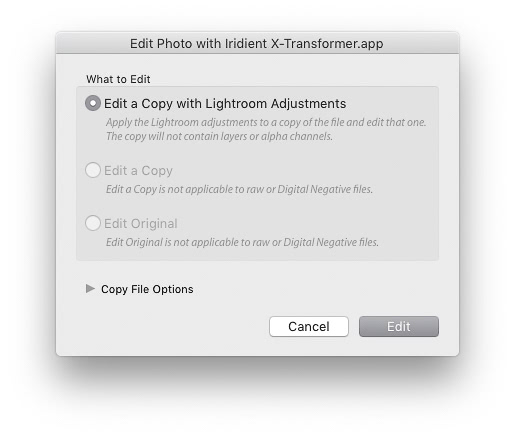 Edit Photo with Iridient X-Transformer.app
What to Edit
Edit a Copy with Lightroom Adjustments
Apply the Lightroom adjustments to a copy of the file and edit that one.
The copy will not contain layers or alpha channels.
Edit a Copy
Edit a Copy is not applicable to raw or Digital Negative files.
Edit Original
Edit Original is not applicable to raw or Digital Negative files.
Copy File Options
Cancel Edit